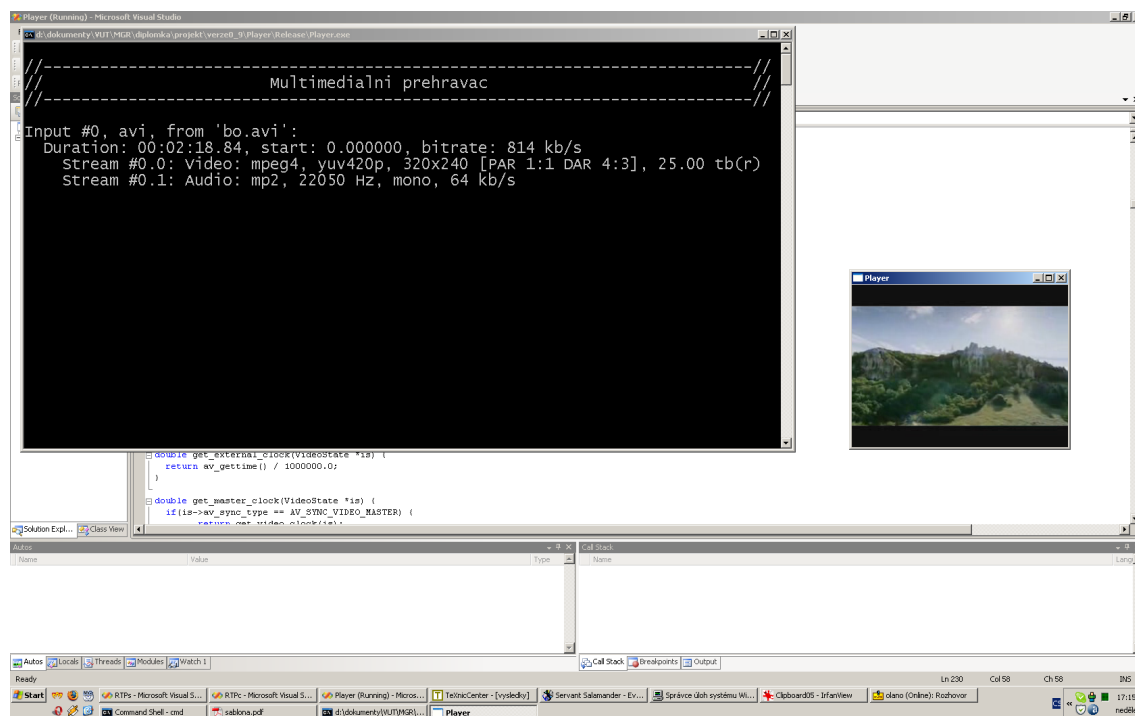 Player (Running) - Microsoft Visual Studio
d:\dokumenty\VUT\MGR\diplomka\projekt\verze0_9\Player\Release\Player.exe
//---------------------------------------------------------------------------//
// Multimedialni prehravac //
//---------------------------------------------------------------------------//
Input #0, avi, from 'bo.avi':
Duration: 00:02:18.84, start: 0.000000, bitrate: 814 kb/s
Stream #0.0: Video: mpeg4, yuv420p, 320x240 [PAR 1:1 DAR 4:3], 25.00 tb(r)
Stream #0.1: Audio: mp2, 22050 Hz, mono, 64 kb/s
Player
double get_external_clock(VideoState *is) {
return av_gettime() / 1000000.0;
}
double get_master_clock(VideoState *is) {
if(is->av_sync_type == AV_SYNC_VIDEO_MASTER) {
return get_video_clock(is);
Solution Expl... Class View
Autos
Name Value Type
Call Stack
Name Lang
Autos Locals Threads Modules Watch 1
Call Stack Breakpoints Output
Ready Ln 230 Col 58 Ch 58 INS
Start RTPs - Microsoft Visual S... RTPc - Microsoft Visual S... Player (Running) - Micros... TeXnicCenter - [vysledky] Servant Salamander - Ev... Správce úloh systému Wi... Clipboard05 - IrfanView olano (Online): Rozhovor 17:15
Command Shell - cmd sablona.pdf d:\dokumenty\VUT\MGR\... Player neděle